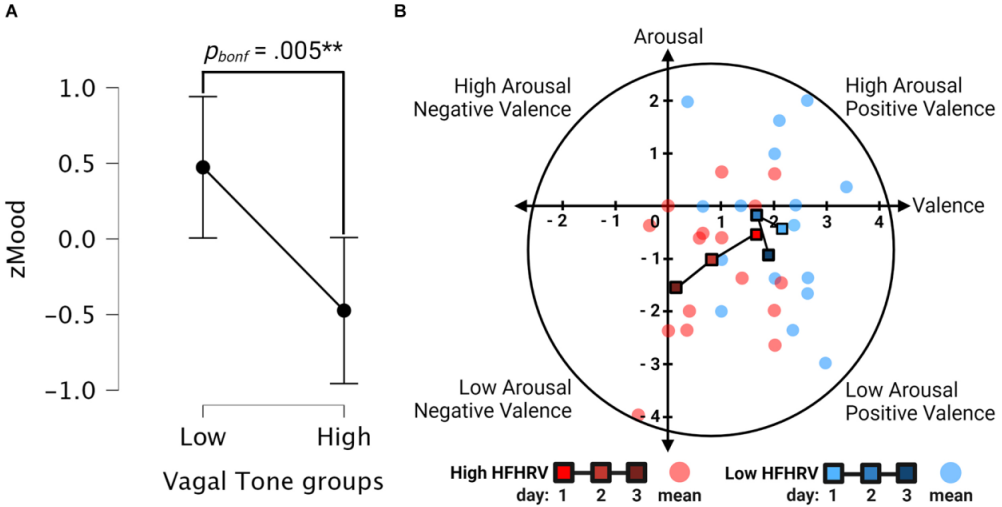 A
p bonf = .005**
1.0
0.5
0.0
−0.5
−1.0
zMood
Low
High
Vagal Tone groups
B
Arousal
High Arousal
Negative Valence
High Arousal
Positive Valence
2
1
-2
-1
0
1
2
3
4
Valence
-1
-2
-3
-4
Low Arousal
Negative Valence
Low Arousal
Positive Valence
High HFHRV
day: 1 2 3 mean
Low HFHRV
day: 1 2 3 mean